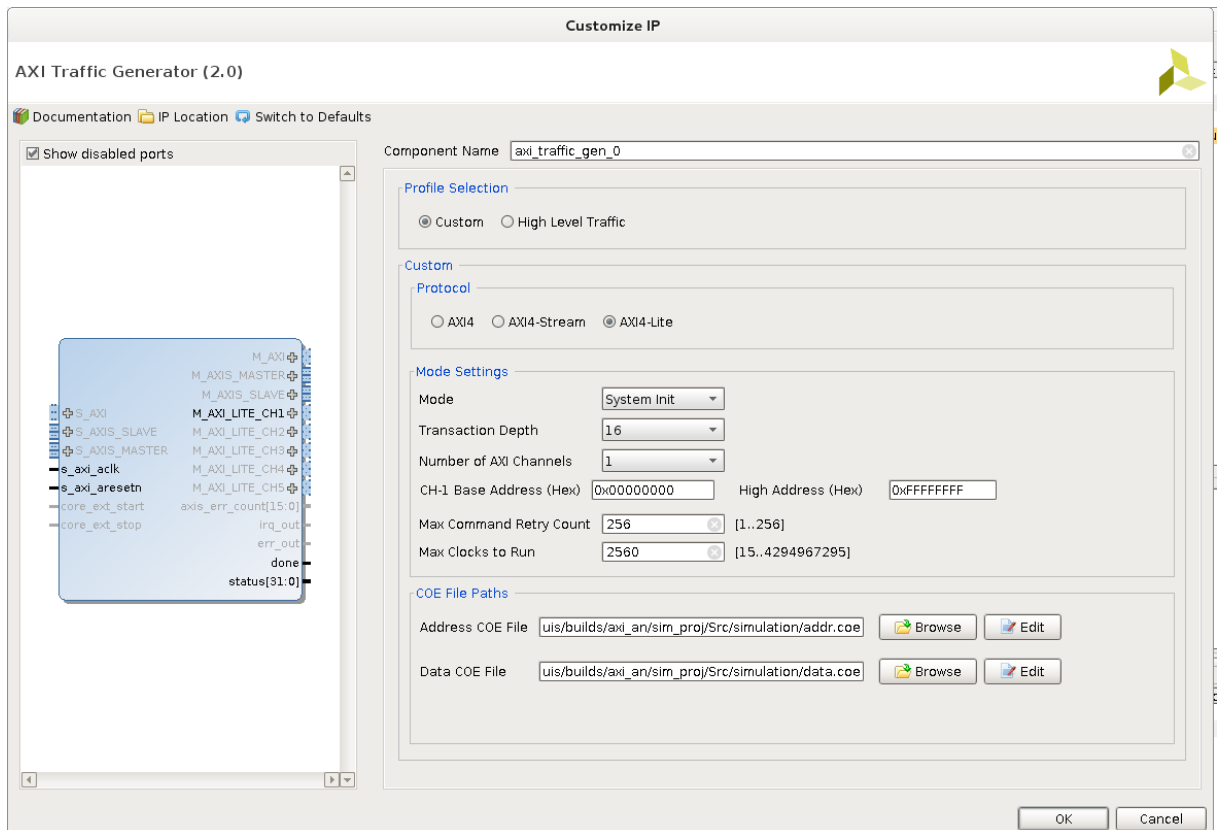 Customize IP
AXI Traffic Generator (2.0)
Documentation IP Location Switch to Defaults
Show disabled ports
M_AXI
M_AXIS_MASTER
M_AXIS_SLAVE
S_AXI M_AXI_LITE_CH1
S_AXIS_SLAVE M_AXI_LITE_CH2
S_AXIS_MASTER M_AXI_LITE_CH3
s_axi_aclk M_AXI_LITE_CH4
s_axi_aresetn M_AXI_LITE_CH5
core_ext_start axis_err_count[15:0]
core_ext_stop irq_out
err_out
done
status[31:0]
Component Name axi_traffic_gen_0
Profile Selection
Custom High Level Traffic
Custom
Protocol
AXI4 AXI4-Stream AXI4-Lite
Mode Settings
Mode System Init
Transaction Depth 16
Number of AXI Channels 1
CH-1 Base Address (Hex) 0x00000000 High Address (Hex) 0xFFFFFFFF
Max Command Retry Count 256 [1..256]
Max Clocks to Run 2560 [15..4294967295]
COE File Paths
Address COE File uis/builds/axi_an/sim_proj/Src/simulation/addr.coe Browse Edit
Data COE File uis/builds/axi_an/sim_proj/Src/simulation/data.coe Browse Edit
OK Cancel